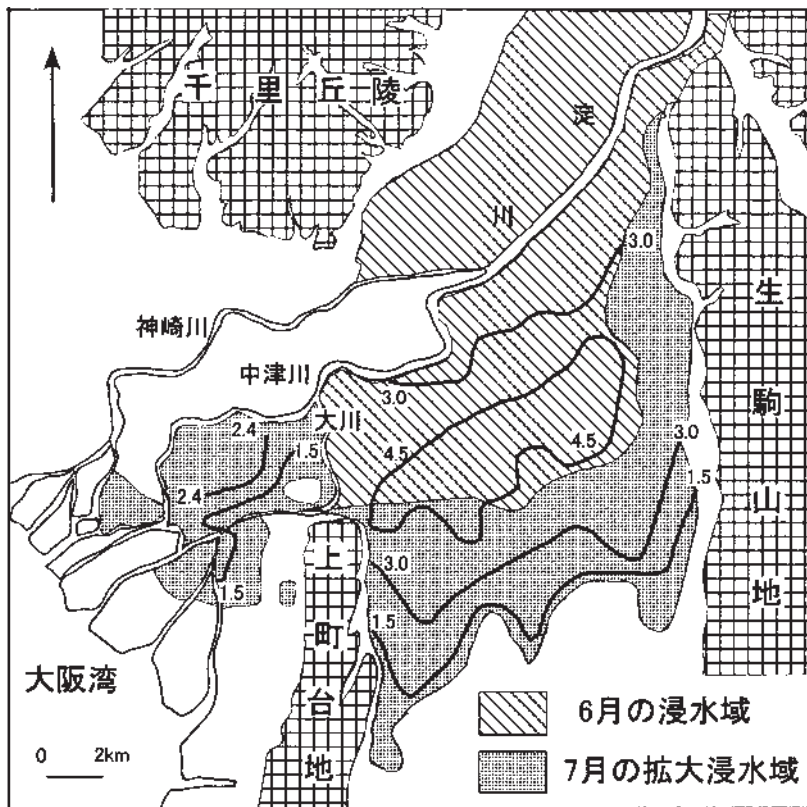 千里丘陵
淀川
3.0
生駒山地
神崎川
中津川
3.0
大川
2.4
1.5
4.5
4.5
3.0
1.5
2.4
3.0
1.5
1.5
上町台地
大阪湾
0 2km
6月の浸水域
7月の拡大浸水域